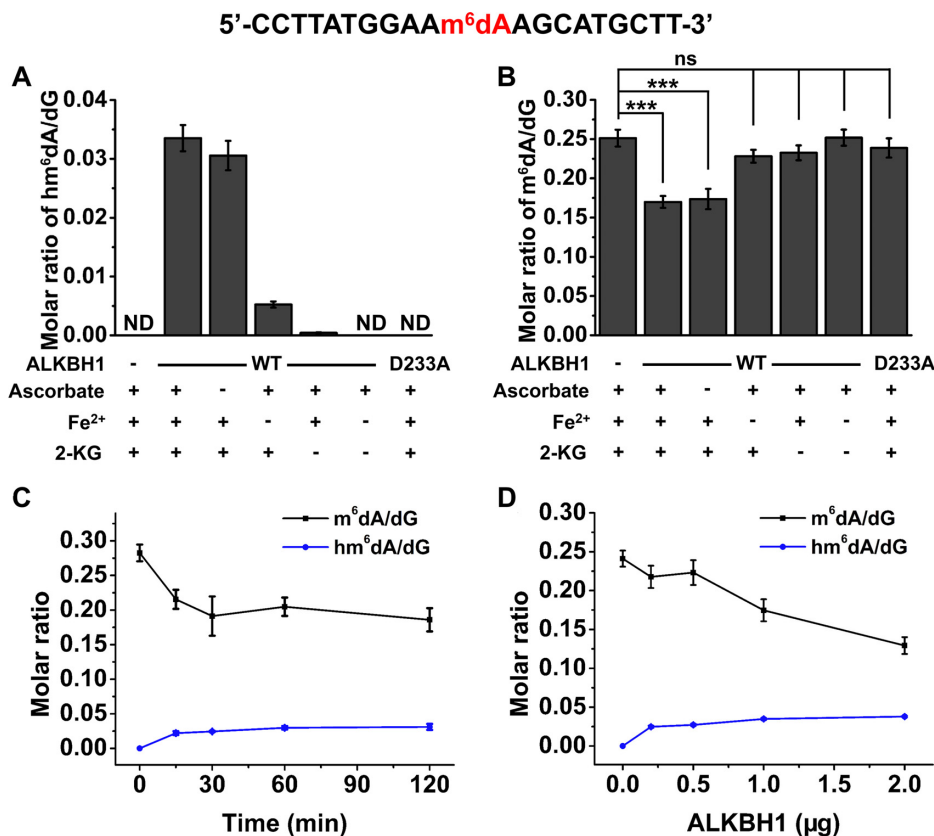 5’-CCTTATGGAAm⁶dAAGCATGCTT-3’
A
Molar ratio of hm⁶dA/dG
0.04
0.03
0.02
0.01
0.00
ND
ND
ND
ALKBH1 - WT D233A
Ascorbate + + - + + + +
Fe²⁺ + + + - + - +
2-KG + + + + - - +
B
Molar ratio of m⁶dA/dG
0.30
0.25
0.20
0.15
0.10
0.05
0.00
ns
***
***
ALKBH1 - WT D233A
Ascorbate + + - + + + +
Fe²⁺ + + + - + - +
2-KG + + + + - - +
C
m⁶dA/dG
hm⁶dA/dG
Molar ratio
0.30
0.25
0.20
0.15
0.10
0.05
0.00
0 30 60 90 120
Time (min)
D
m⁶dA/dG
hm⁶dA/dG
Molar ratio
0.30
0.25
0.20
0.15
0.10
0.05
0.00
0.0 0.5 1.0 1.5 2.0
ALKBH1 (µg)